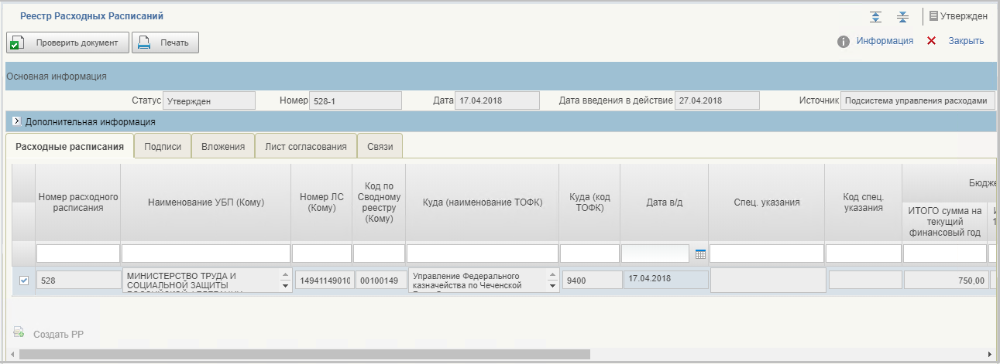 Реестр Расходных Расписаний
Утвержден
Проверить документ
Печать
Информация
Закрыть
Основная информация
Статус Утвержден Номер 528-1 Дата 17.04.2018 Дата введения в действие 27.04.2018 Источник Подсистема управления расходами
Дополнительная информация
Расходные расписания Подписи Вложения Лист согласования Связи
Номер расходного
расписания
Наименование УБП (Кому)
Номер ЛС
(Кому)
Код по
Сводному
реестру
(Кому)
Куда (наименование ТОФК)
Куда (код
ТОФК)
Дата в/д
Спец. указания
Код спец.
указания
Бюдже
ИТОГО сумма на
текущий
финансовый год
528
МИНИСТЕРСТВО ТРУДА И
СОЦИАЛЬНОЙ ЗАЩИТЫ
14941149010
00100149
Управление Федерального
казначейства по Чеченской
9400
17.04.2018
750,00
Создать РР